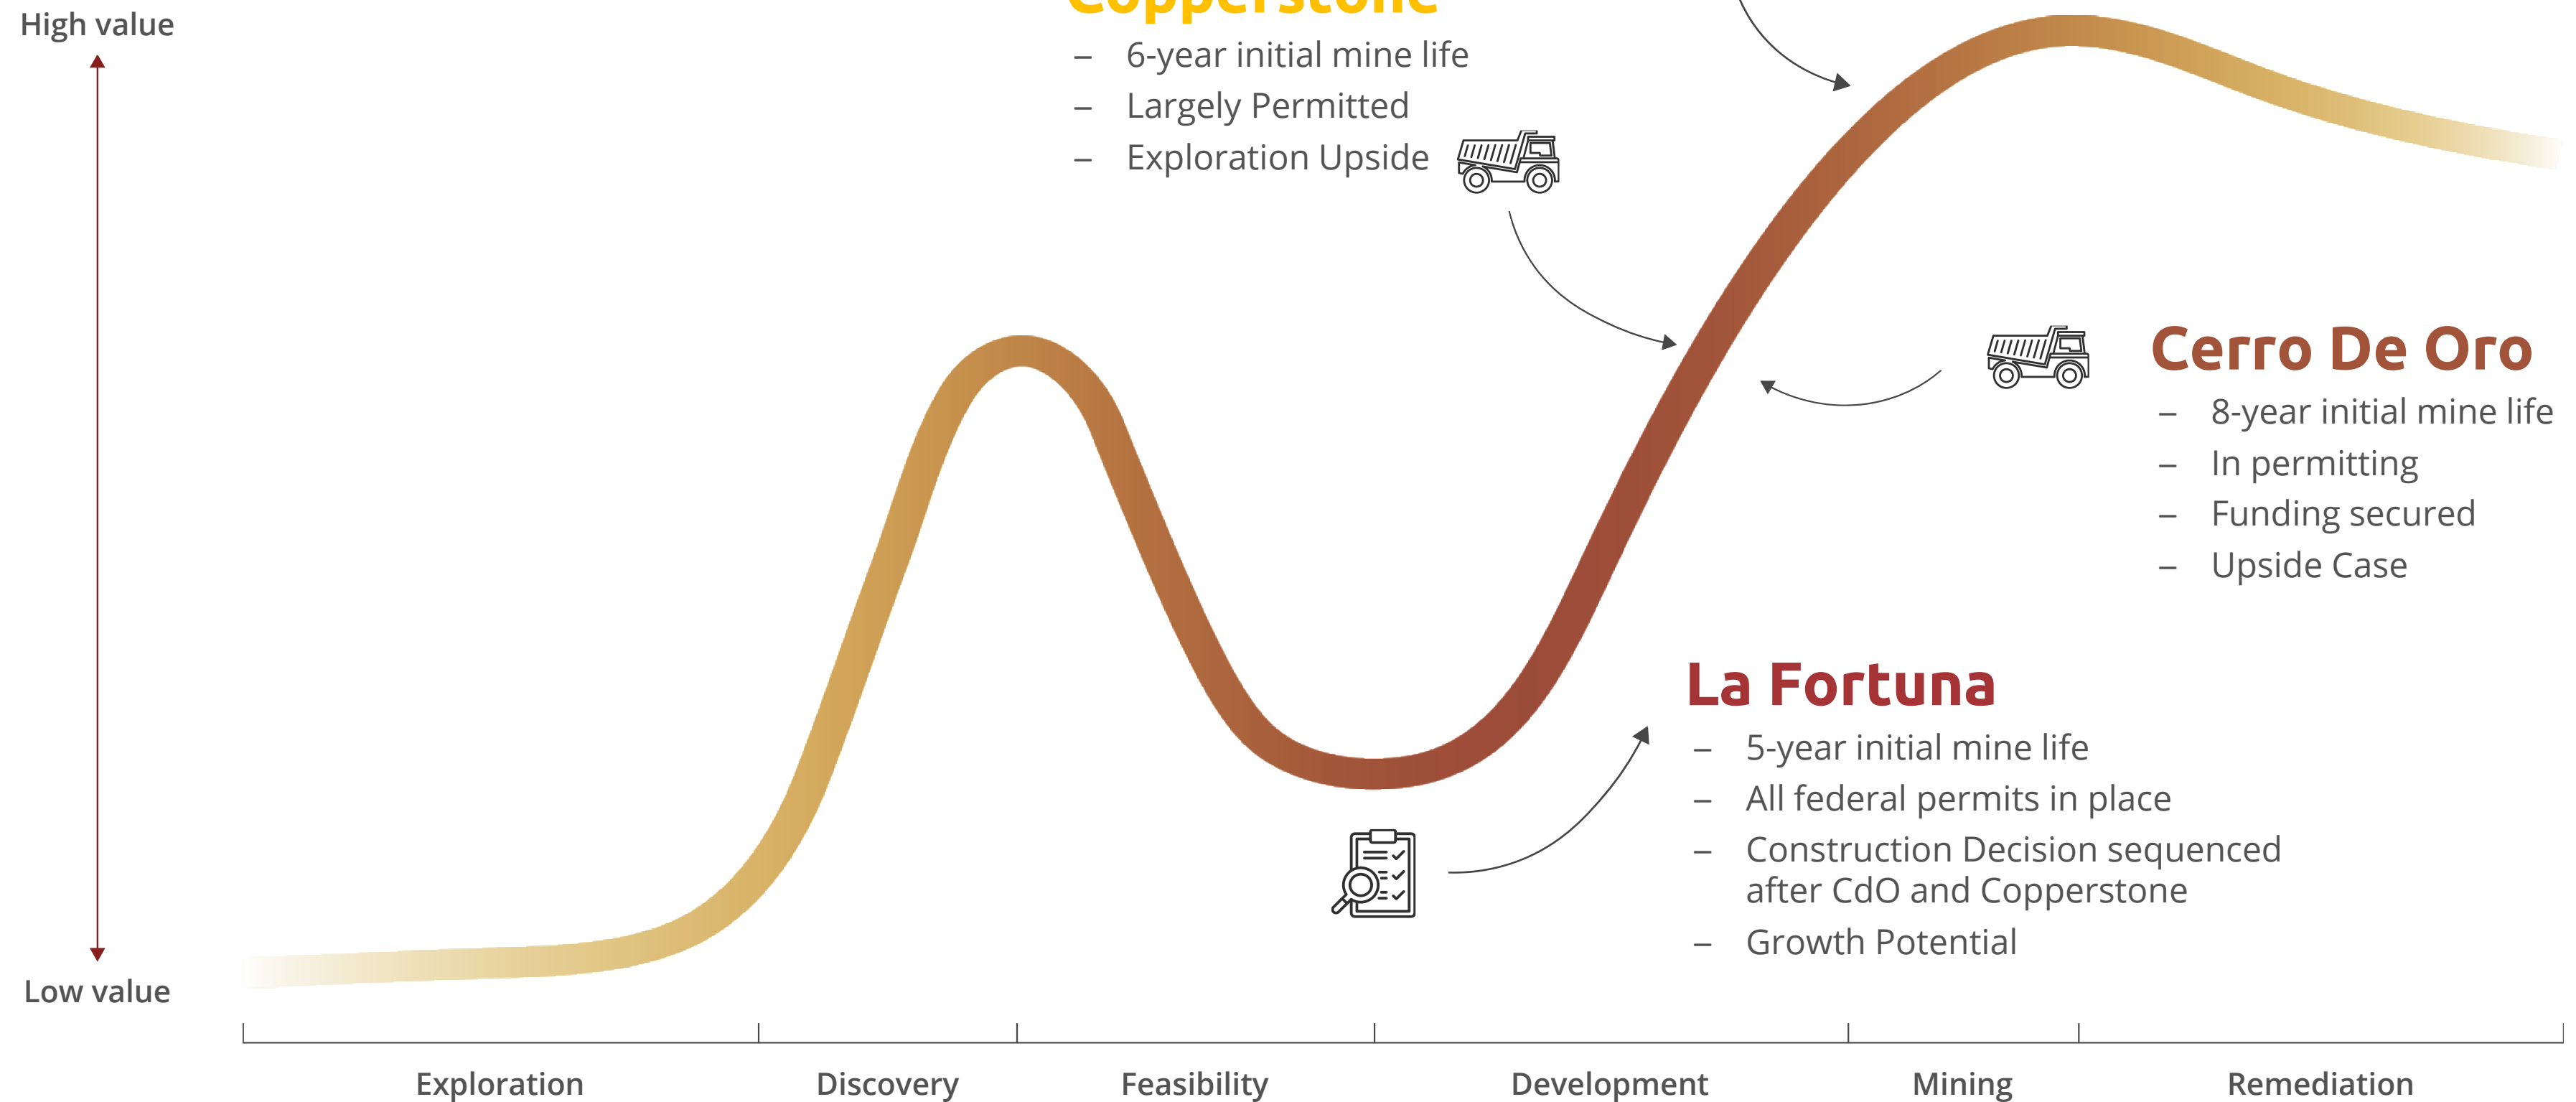 High value
Copperstone
– 6-year initial mine life
– Largely Permitted
– Exploration Upside
Cerro De Oro
– 8-year initial mine life
– In permitting
– Funding secured
– Upside Case
La Fortuna
– 5-year initial mine life
– All federal permits in place
– Construction Decision sequenced
after CdO and Copperstone
– Growth Potential
Low value
Exploration
Discovery
Feasibility
Development
Mining
Remediation